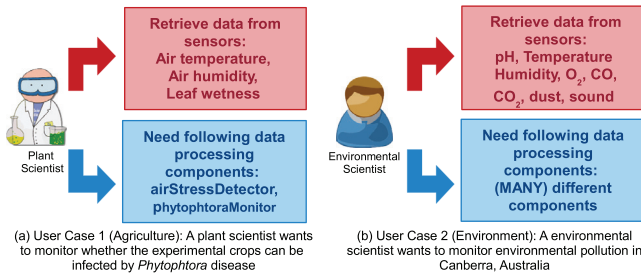 Retrieve data from
sensors:
Air temperature,
Air humidity,
Leaf wetness
Plant
Scientist
Need following data
processing
components:
airStressDetector,
phytophtoraMonitor
(a) User Case 1 (Agriculture): A plant scientist wants
to monitor whether the experimental crops can be
infected by Phytophtora disease
Retrieve data from
sensors:
pH, Temperature
Humidity, O₂, CO,
CO₂, dust, sound
Environmental
Scientist
Need following data
processing
components:
(MANY) different
components
(b) User Case 2 (Environment): A environmental
scientist wants to monitor environmental pollution in
Canberra, Australia